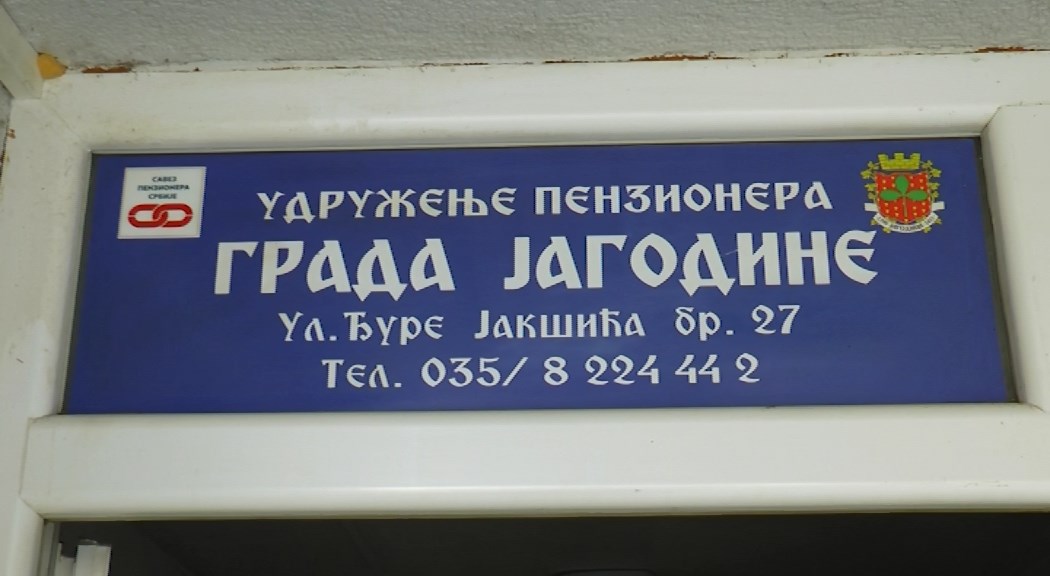 САВЕЗ
ПЕНЗИОНЕРА
СРБИЈЕ
УДРУЖЕЊЕ ПЕНЗИОНЕРА
ГРАДА ЈАГОДИНЕ
Ул. Ђуре Јакшића бр. 27
Тел. 035/ 8 224 44 2